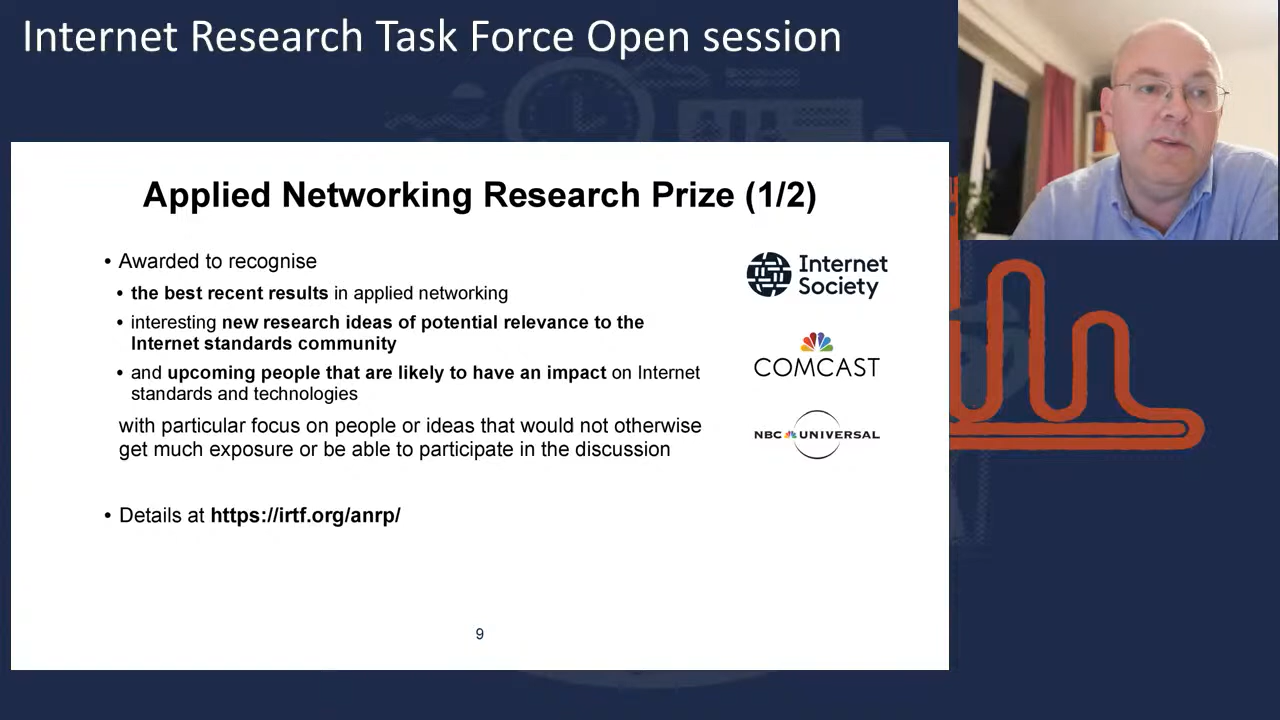 Internet Research Task Force Open session
Applied Networking Research Prize (1/2)
• Awarded to recognise
• the best recent results in applied networking
• interesting new research ideas of potential relevance to the
Internet standards community
• and upcoming people that are likely to have an impact on Internet
standards and technologies
with particular focus on people or ideas that would not otherwise
get much exposure or be able to participate in the discussion
• Details at https://irtf.org/anrp/
Internet
Society
COMCAST
NBC UNIVERSAL
9